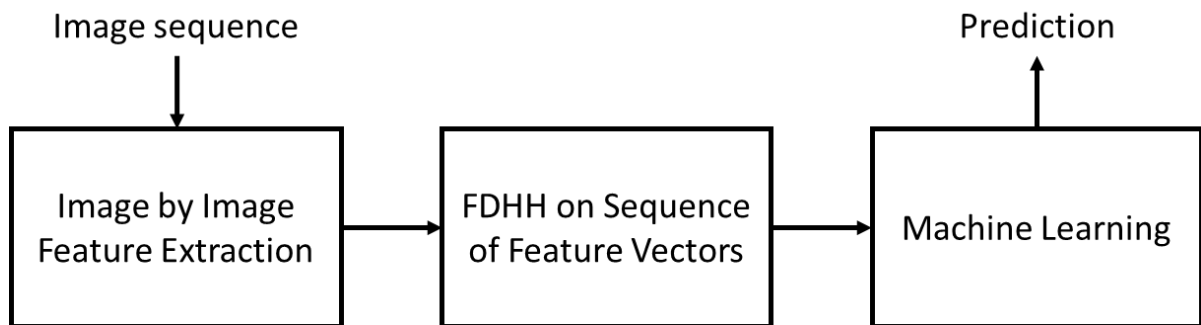 Image sequence
Prediction
Image by Image
Feature Extraction
FDHH on Sequence
of Feature Vectors
Machine Learning